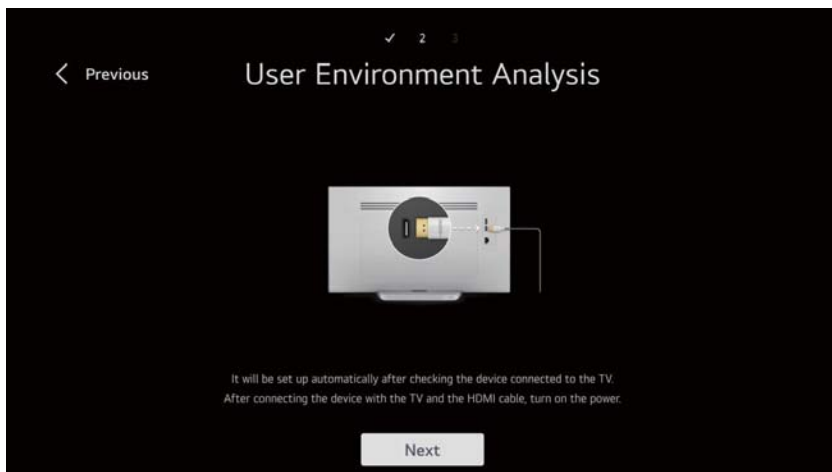 2 3
Previous
User Environment Analysis
It will be set up automatically after checking the device connected to the TV.
After connecting the device with the TV and the HDMI cable, turn on the power.
Next